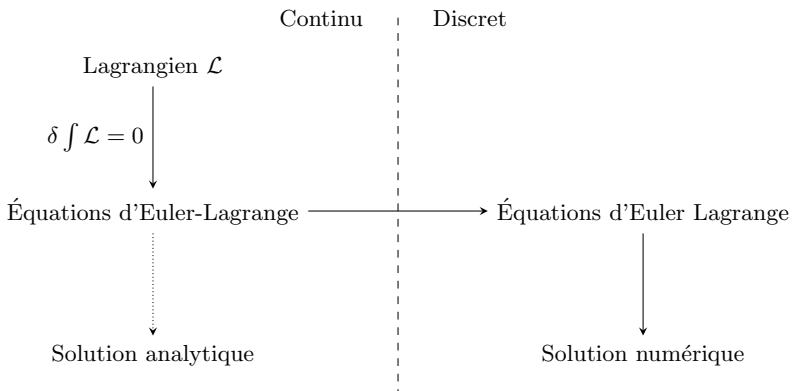 Continu Discret
Lagrangien ℒ
δ ∫ ℒ = 0
Équations d'Euler-Lagrange Équations d'Euler Lagrange
Solution analytique Solution numérique